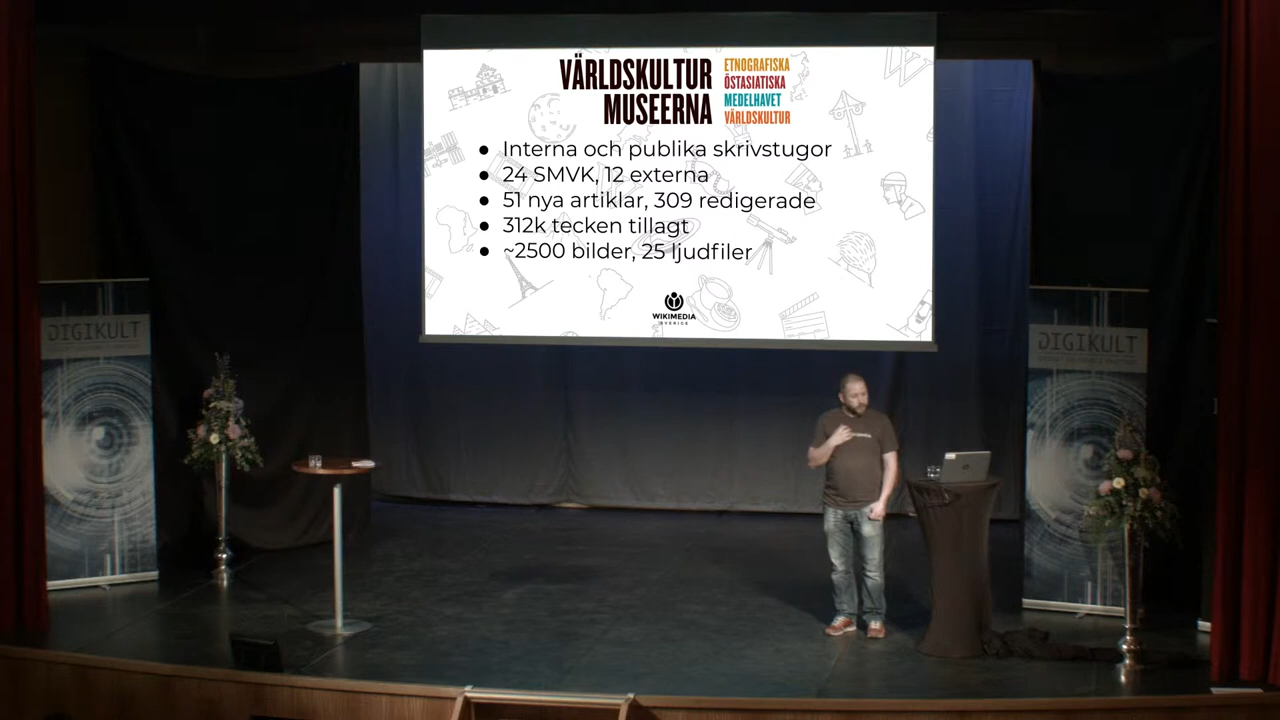 VÄRLDSKULTUR
MUSEERNA
ETNOGRAFISKA
ÖSTASIATISKA
MEDELHAVET
VÄRLDSKULTUR
● Interna och publika skrivstugor
● 24 SMVK, 12 externa
● 51 nya artiklar, 309 redigerade
● 312k tecken tillagt
● ~2500 bilder, 25 ljudfiler
W
WIKIMEDIA
SVERIGE
DIGIKULT
DIGIKULT